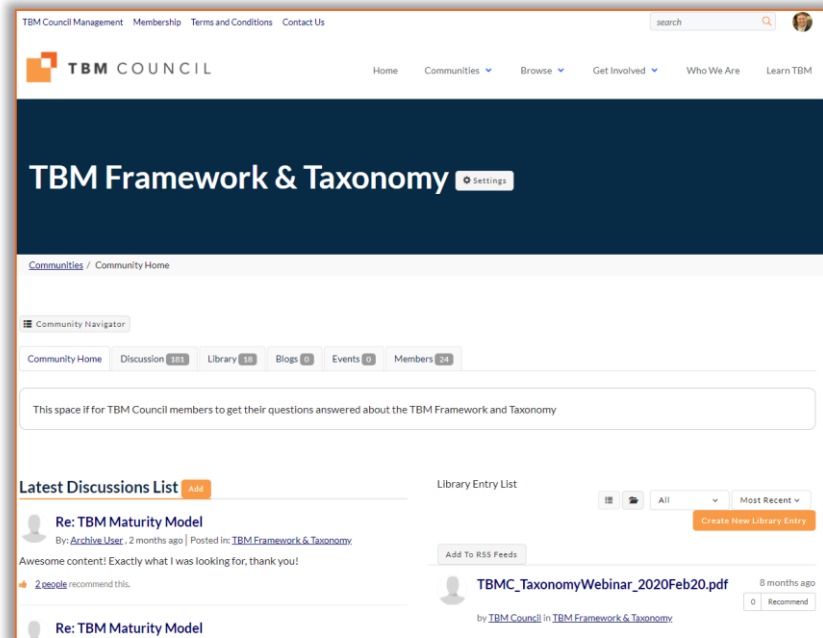 TBM Council Management Membership Terms and Conditions Contact Us search
TBM COUNCIL Home Communities Browse Get Involved Who We Are Learn TBM
TBM Framework & Taxonomy Settings
Communities / Community Home
Community Navigator
Community Home Discussion 181 Library 18 Blogs 0 Events 0 Members 24
This space if for TBM Council members to get their questions answered about the TBM Framework and Taxonomy
Latest Discussions List Add
Re: TBM Maturity Model
By: Archive User , 2 months ago | Posted in: TBM Framework & Taxonomy
Awesome content! Exactly what I was looking for, thank you!
2 people recommend this.
Re: TBM Maturity Model
Library Entry List
All Most Recent
Create New Library Entry
Add To RSS Feeds
TBMC_TaxonomyWebinar_2020Feb20.pdf 8 months ago
0 Recommend
by TBM Council in TBM Framework & Taxonomy